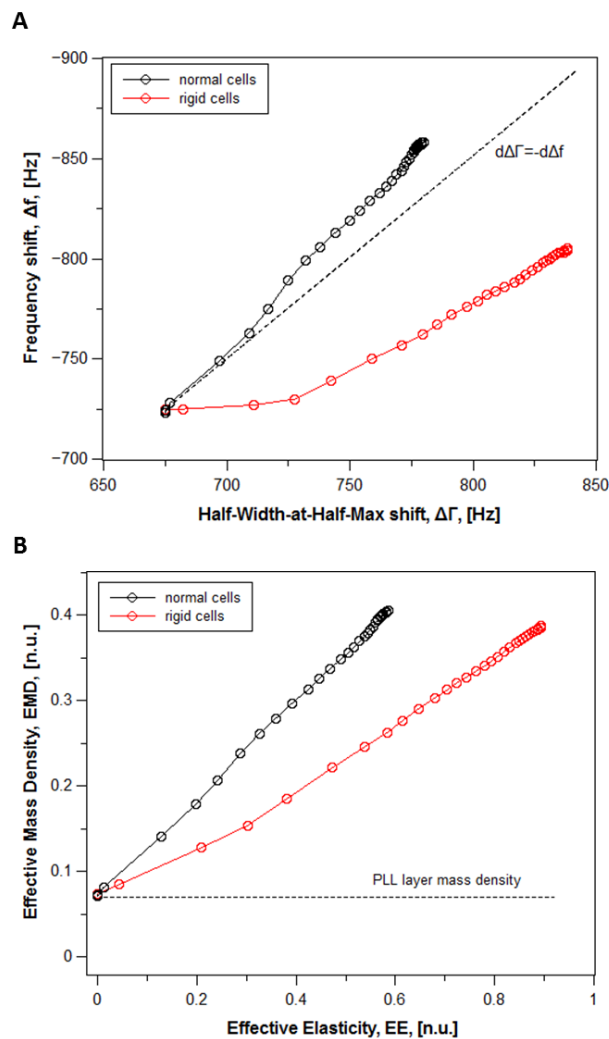 A
−900
normal cells
rigid cells
−850
dΔΓ=-dΔf
−800
−750
−700
Frequency shift, Δf, [Hz]
650
700
750
800
850
Half-Width-at-Half-Max shift, ΔΓ, [Hz]
B
normal cells
rigid cells
0.4
0.3
0.2
0.1
0
Effective Mass Density, EMD, [n.u.]
PLL layer mass density
0
0.2
0.4
0.6
0.8
1
Effective Elasticity, EE, [n.u.]